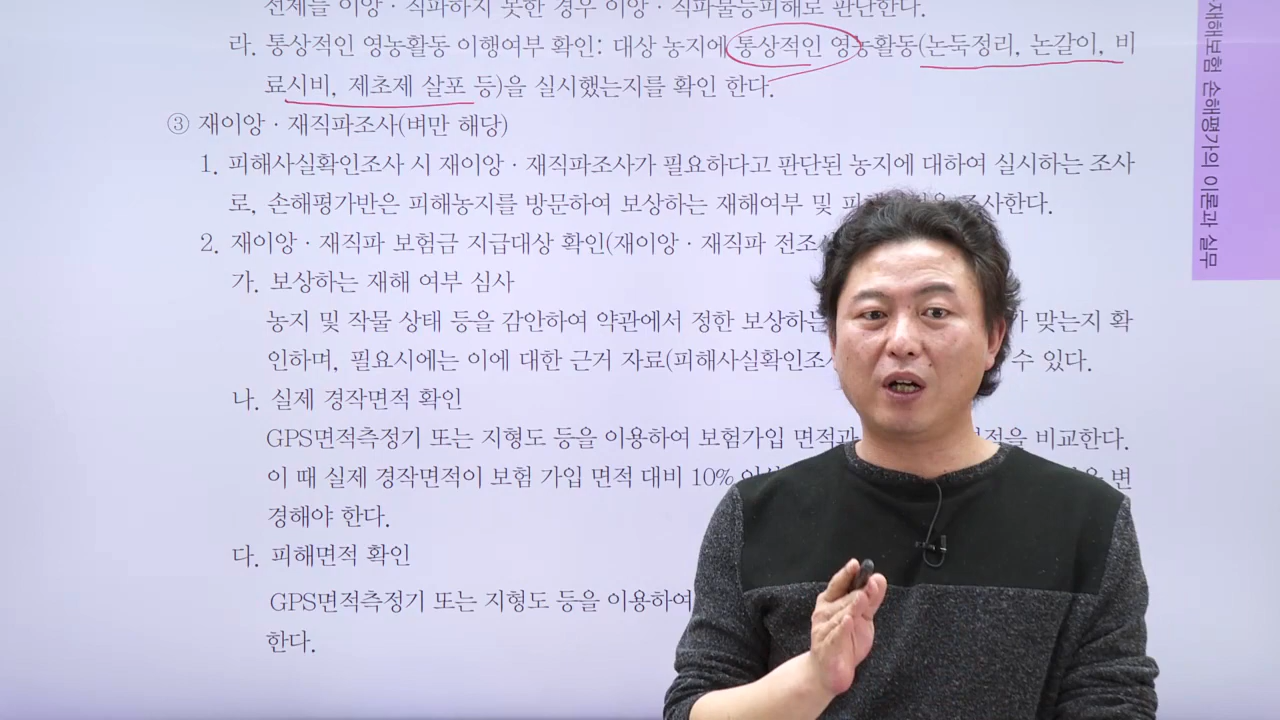 전체를 이앙 · 직파하지 못한 경우 이앙 · 직파불능피해로 판단한다.
라. 통상적인 영농활동 이행여부 확인: 대상 농지에 통상적인 영농활동(논둑정리, 논갈이, 비
료시비, 제초제 살포 등)을 실시했는지를 확인 한다.
③ 재이앙 · 재직파조사(벼만 해당)
1. 피해사실확인조사 시 재이앙 · 재직파조사가 필요하다고 판단된 농지에 대하여 실시하는 조사
로, 손해평가반은 피해농지를 방문하여 보상하는 재해여부 및 조사한다.
2. 재이앙 · 재직파 보험금 지급대상 확인(재이앙 · 재직파 전조
가. 보상하는 재해 여부 심사
농지 및 작물 상태 등을 감안하여 약관에서 정한 보상하는 맞는지 확
인하며, 필요시에는 이에 대한 근거 자료(피해사실확인조 수 있다.
나. 실제 경작면적 확인
GPS면적측정기 또는 지형도 등을 이용하여 보험가입 면적과 비교한다.
이 때 실제 경작면적이 보험 가입 면적 대비 10% 변
경해야 한다.
다. 피해면적 확인
GPS면적측정기 또는 지형도 등을 이용하여
한다.
재해보험 손해평가의 이론과 실무